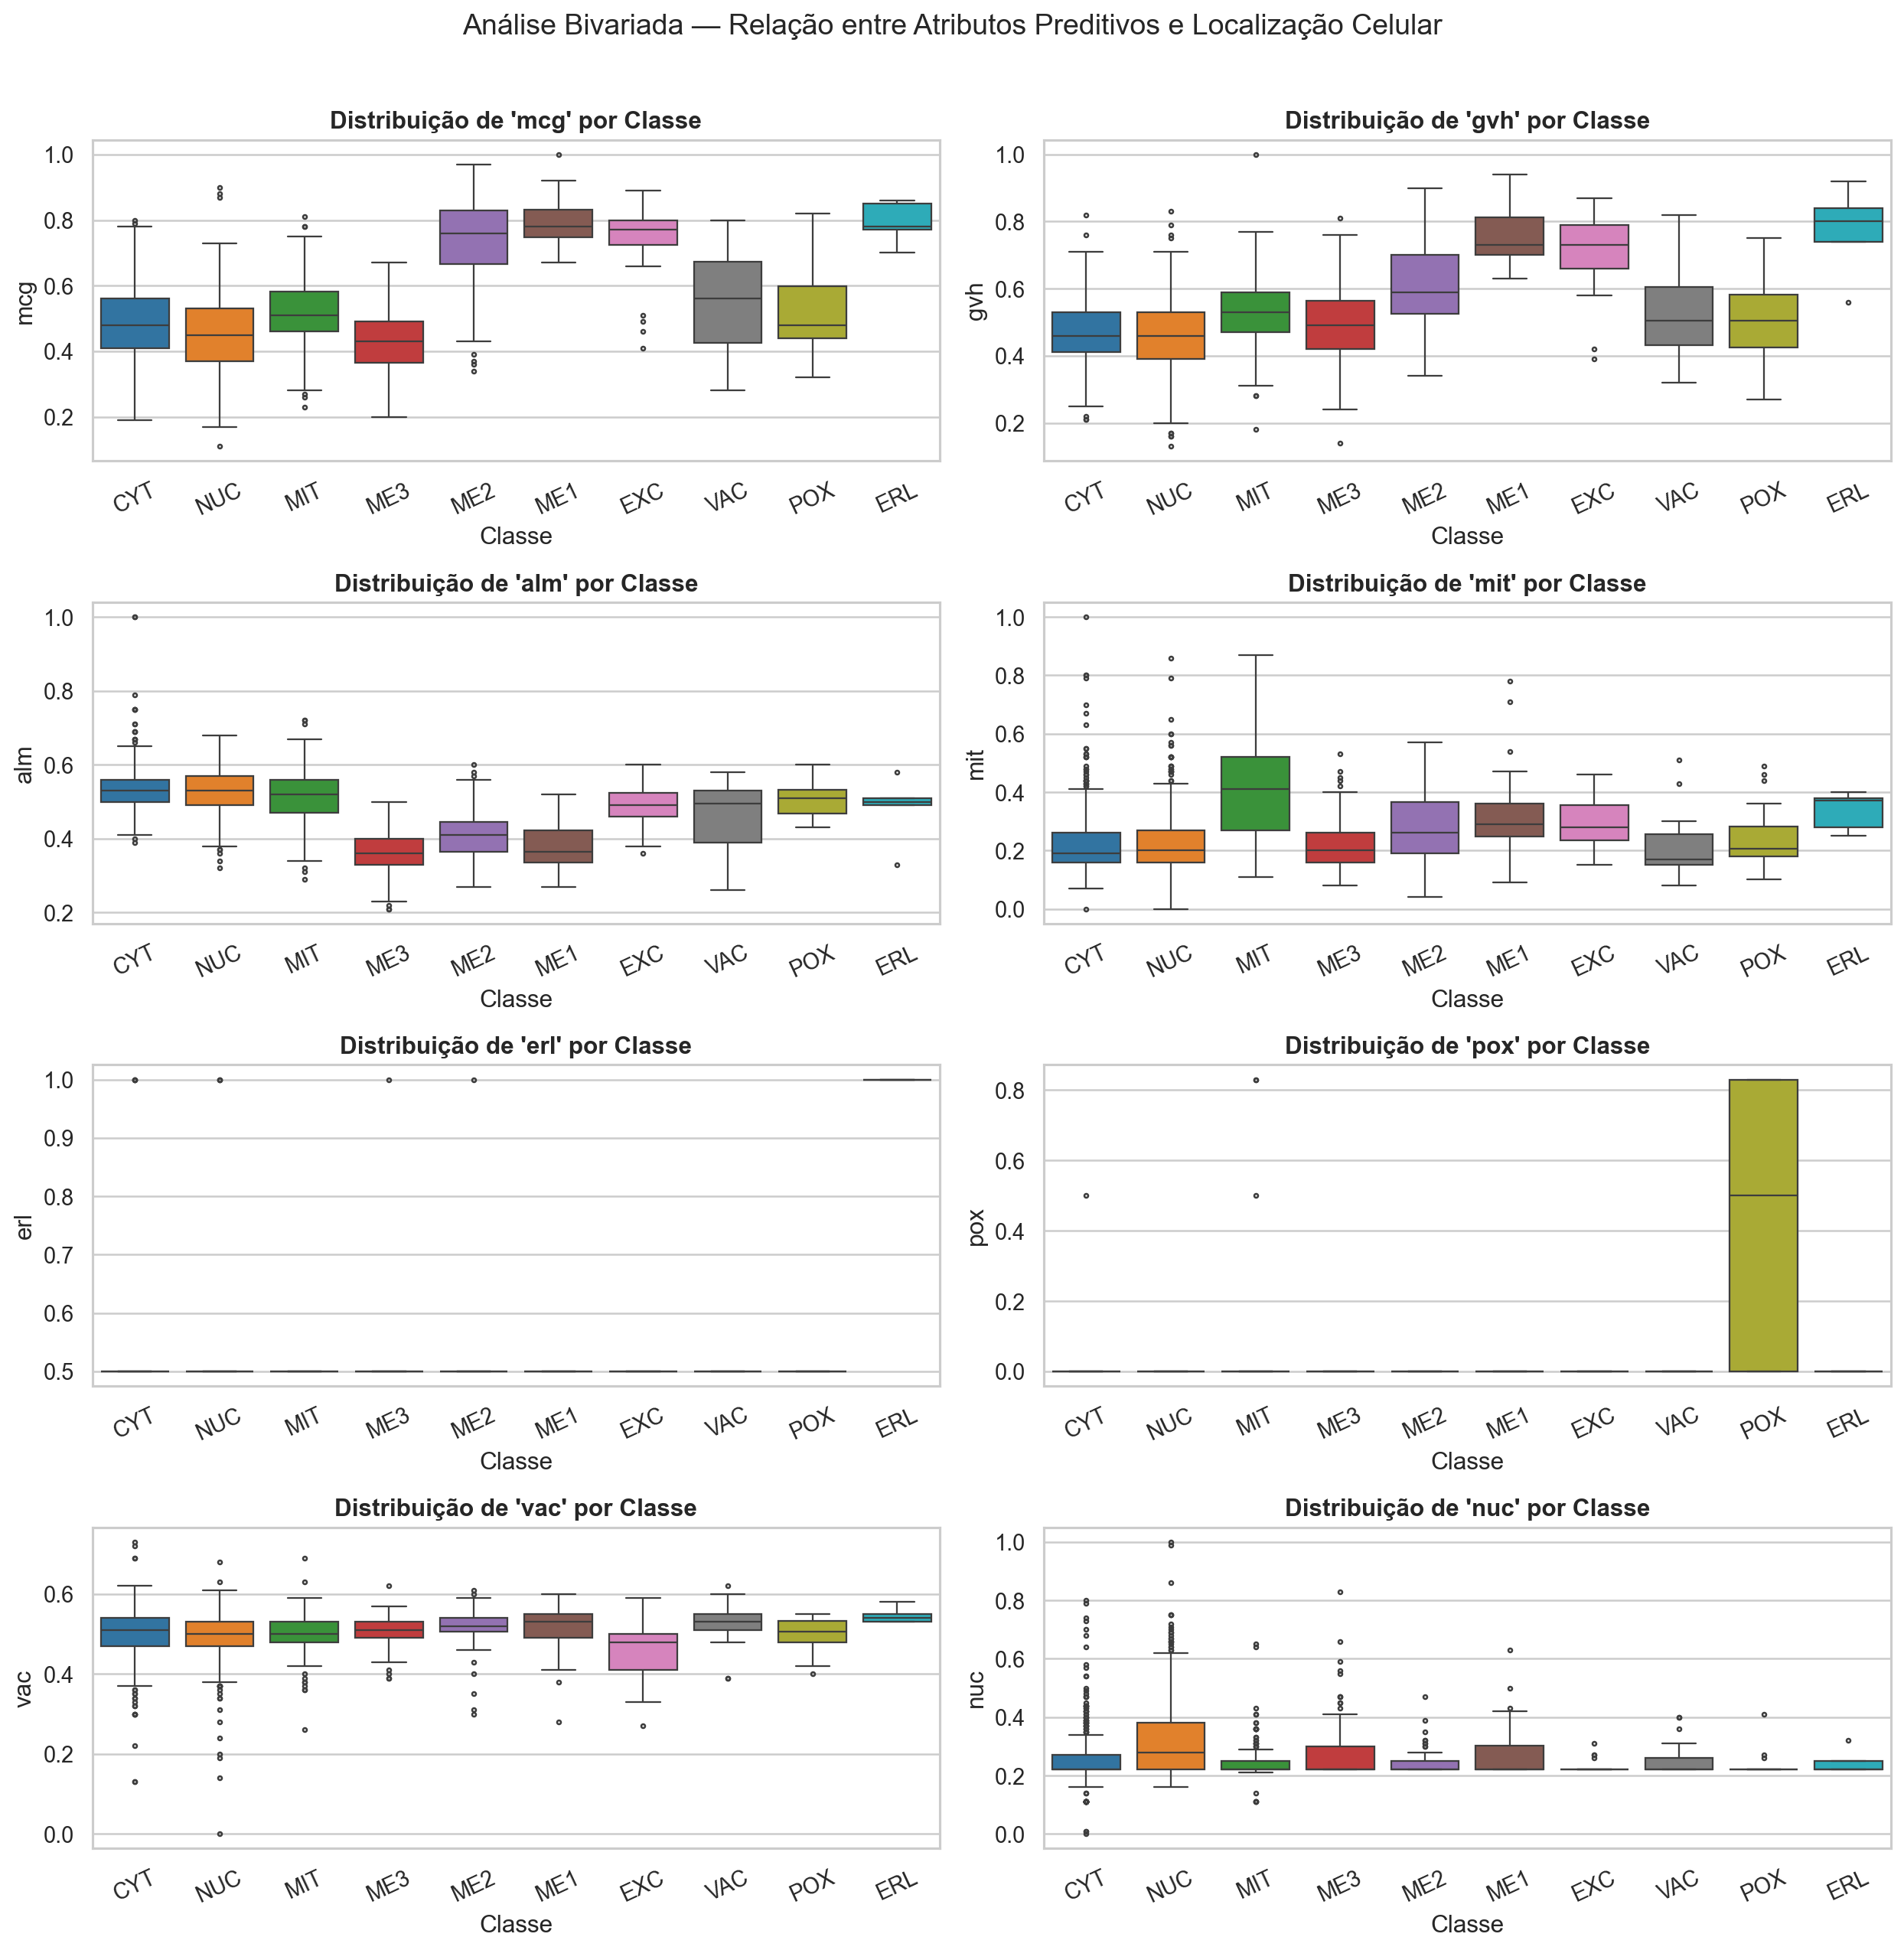 Análise Bivariada — Relação entre Atributos Preditivos e Localização Celular
Distribuição de 'mcg' por Classe
1.0
0.8
0.6
0.4
0.2
mcg
CYT NUC MIT ME3 ME2 ME1 EXC VAC POX ERL
Classe
Distribuição de 'gvh' por Classe
1.0
0.8
0.6
0.4
0.2
gvh
CYT NUC MIT ME3 ME2 ME1 EXC VAC POX ERL
Classe
Distribuição de 'alm' por Classe
1.0
0.8
0.6
0.4
0.2
alm
CYT NUC MIT ME3 ME2 ME1 EXC VAC POX ERL
Classe
Distribuição de 'mit' por Classe
1.0
0.8
0.6
0.4
0.2
0.0
mit
CYT NUC MIT ME3 ME2 ME1 EXC VAC POX ERL
Classe
Distribuição de 'erl' por Classe
1.0
0.9
0.8
0.7
0.6
0.5
erl
CYT NUC MIT ME3 ME2 ME1 EXC VAC POX ERL
Classe
Distribuição de 'pox' por Classe
0.8
0.6
0.4
0.2
0.0
pox
CYT NUC MIT ME3 ME2 ME1 EXC VAC POX ERL
Classe
Distribuição de 'vac' por Classe
0.6
0.4
0.2
0.0
vac
CYT NUC MIT ME3 ME2 ME1 EXC VAC POX ERL
Classe
Distribuição de 'nuc' por Classe
1.0
0.8
0.6
0.4
0.2
0.0
nuc
CYT NUC MIT ME3 ME2 ME1 EXC VAC POX ERL
Classe